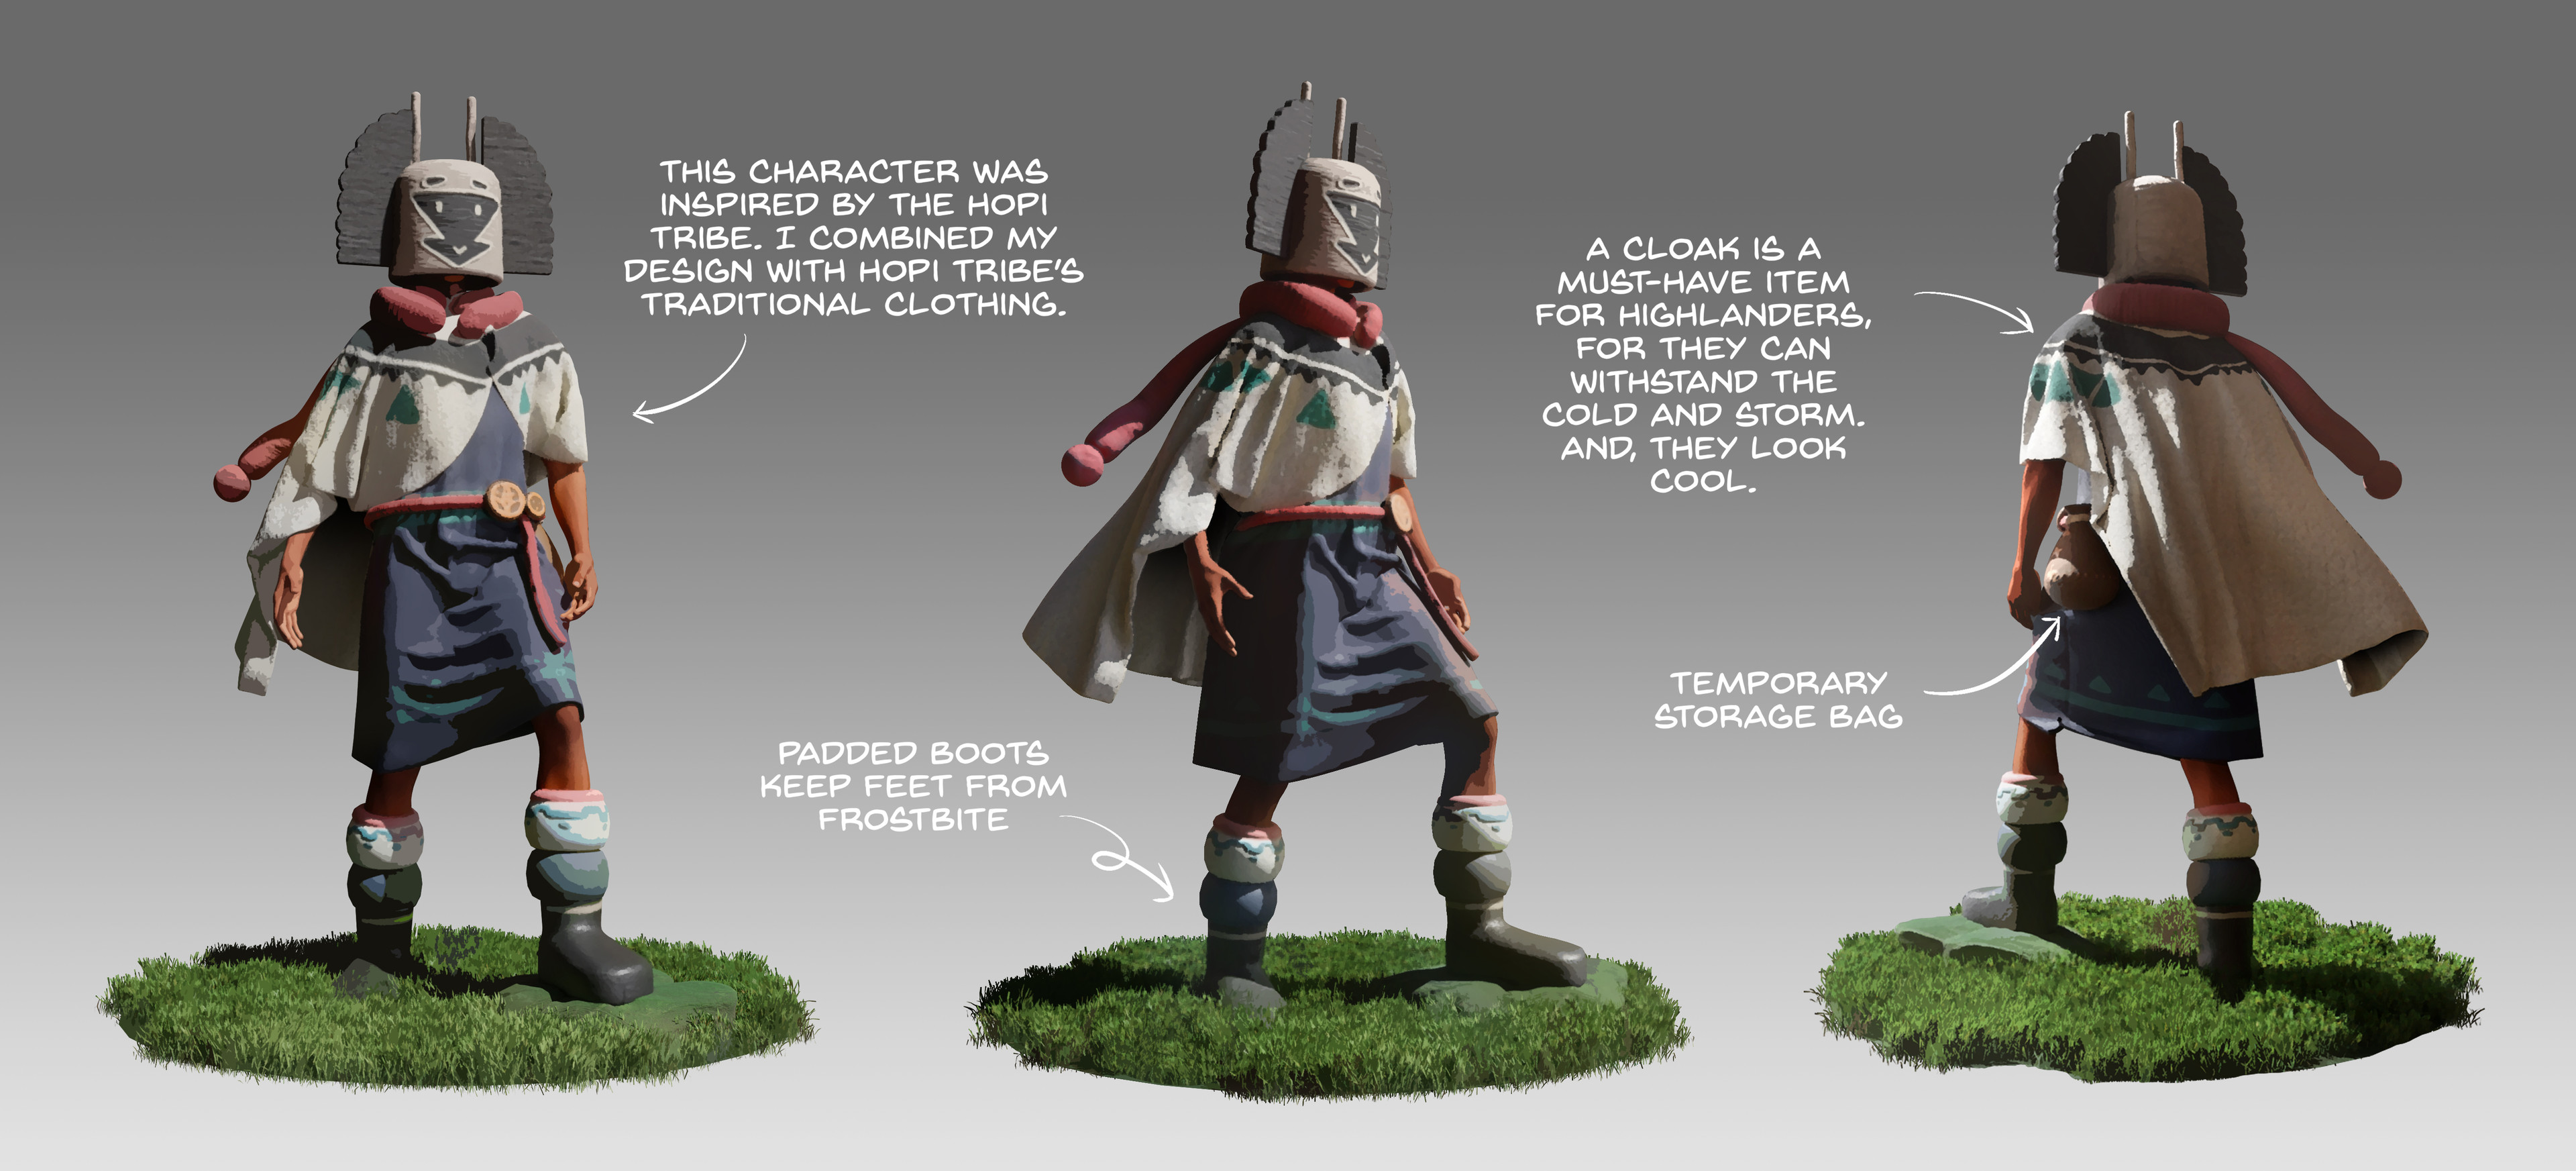 THIS CHARACTER WAS
INSPIRED BY THE HOPI
TRIBE. I COMBINED MY
DESIGN WITH HOPI TRIBE'S
TRADITIONAL CLOTHING.
A CLOAK IS A
MUST-HAVE ITEM
FOR HIGHLANDERS,
FOR THEY CAN
WITHSTAND THE
COLD AND STORM.
AND, THEY LOOK
COOL.
TEMPORARY
STORAGE BAG
PADDED BOOTS
KEEP FEET FROM
FROSTBITE